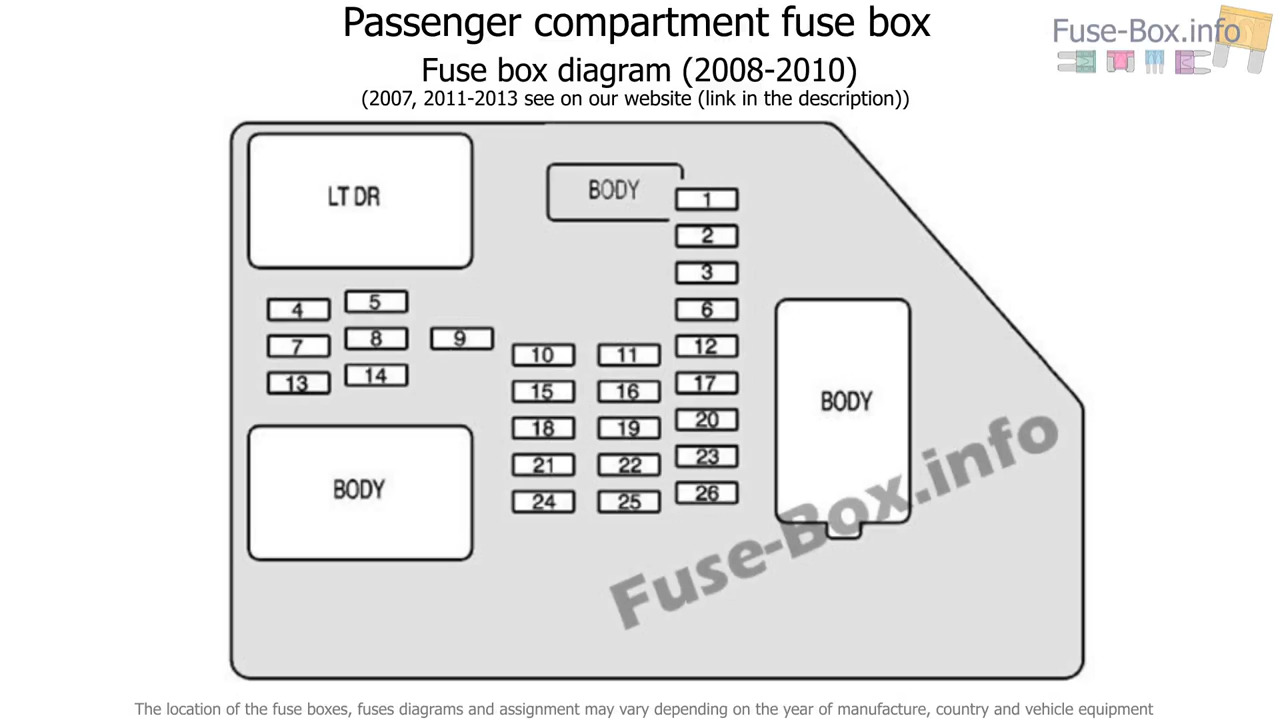 Passenger compartment fuse box
Fuse box diagram (2008-2010)
(2007, 2011-2013 see on our website (link in the description))
Fuse-Box.info
LT DR
BODY
1
2
3
4
5
6
7
8
9
10
11
12
13
14
15
16
17
18
19
20
21
22
23
24
25
26
BODY
BODY
Fuse-Box.info
The location of the fuse boxes, fuses diagrams and assignment may vary depending on the year of manufacture, country and vehicle equipment